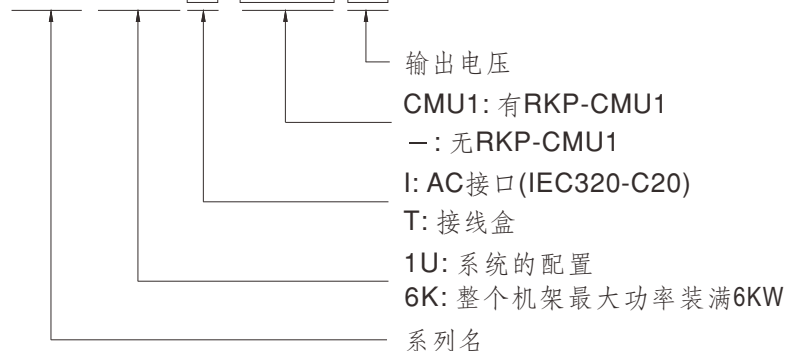 输出电压
CMU1: 有RKP-CMU1
－: 无RKP-CMU1
I: AC接口(IEC320-C20)
T: 接线盒
1U: 系统的配置
6K: 整个机架最大功率装满6KW
系列名